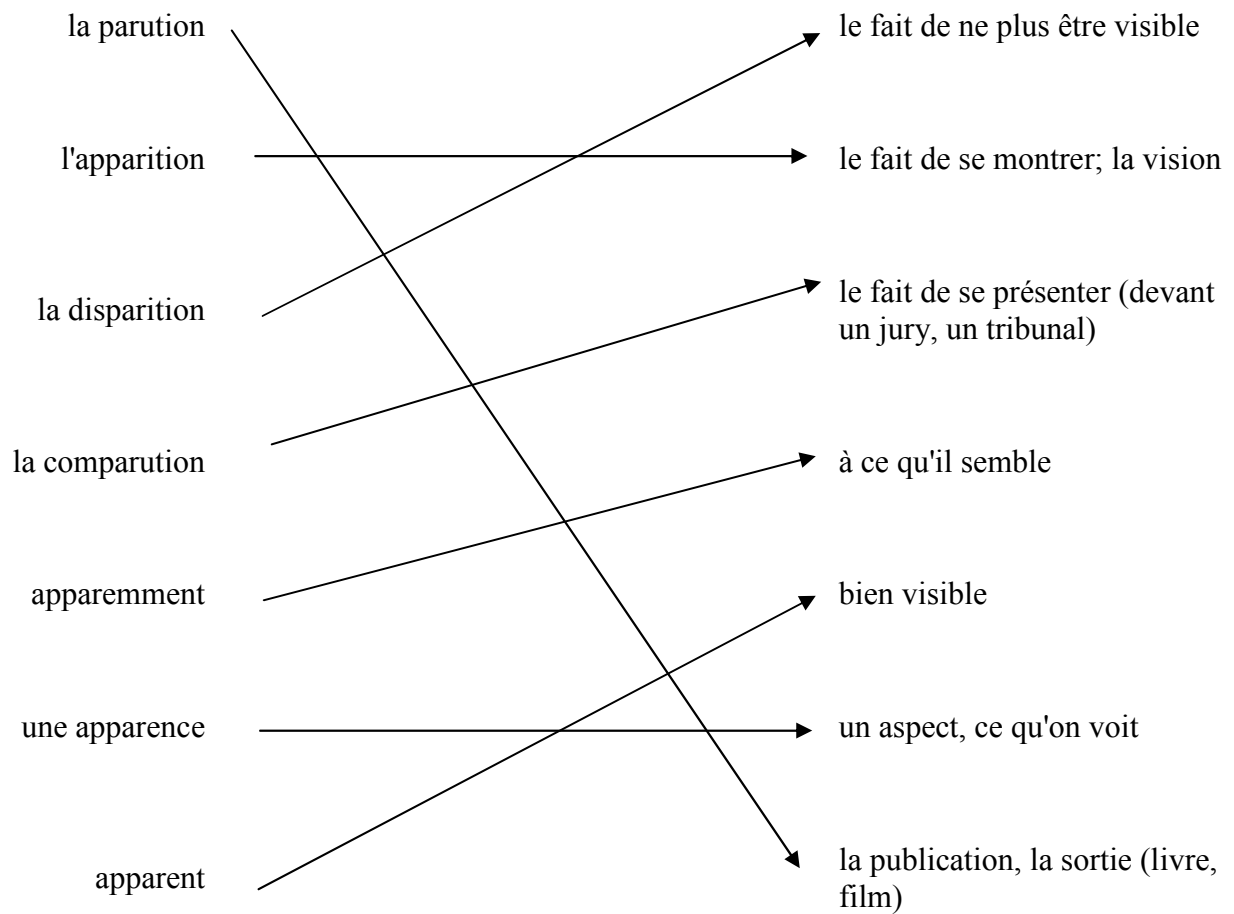 la parution
le fait de ne plus être visible
l'apparition
le fait de se montrer; la vision
la disparition
le fait de se présenter (devant
un jury, un tribunal)
la comparution
à ce qu'il semble
apparemment
bien visible
une apparence
un aspect, ce qu'on voit
apparent
la publication, la sortie (livre,
film)